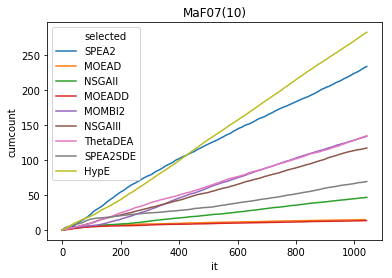 MaF07(10)
selected
SPEA2
MOEAD
NSGAII
MOEADD
MOMBI2
NSGAIII
ThetaDEA
SPEA2SDE
HypE
cumcount
250
200
150
100
50
0
0 200 400 600 800 1000
it